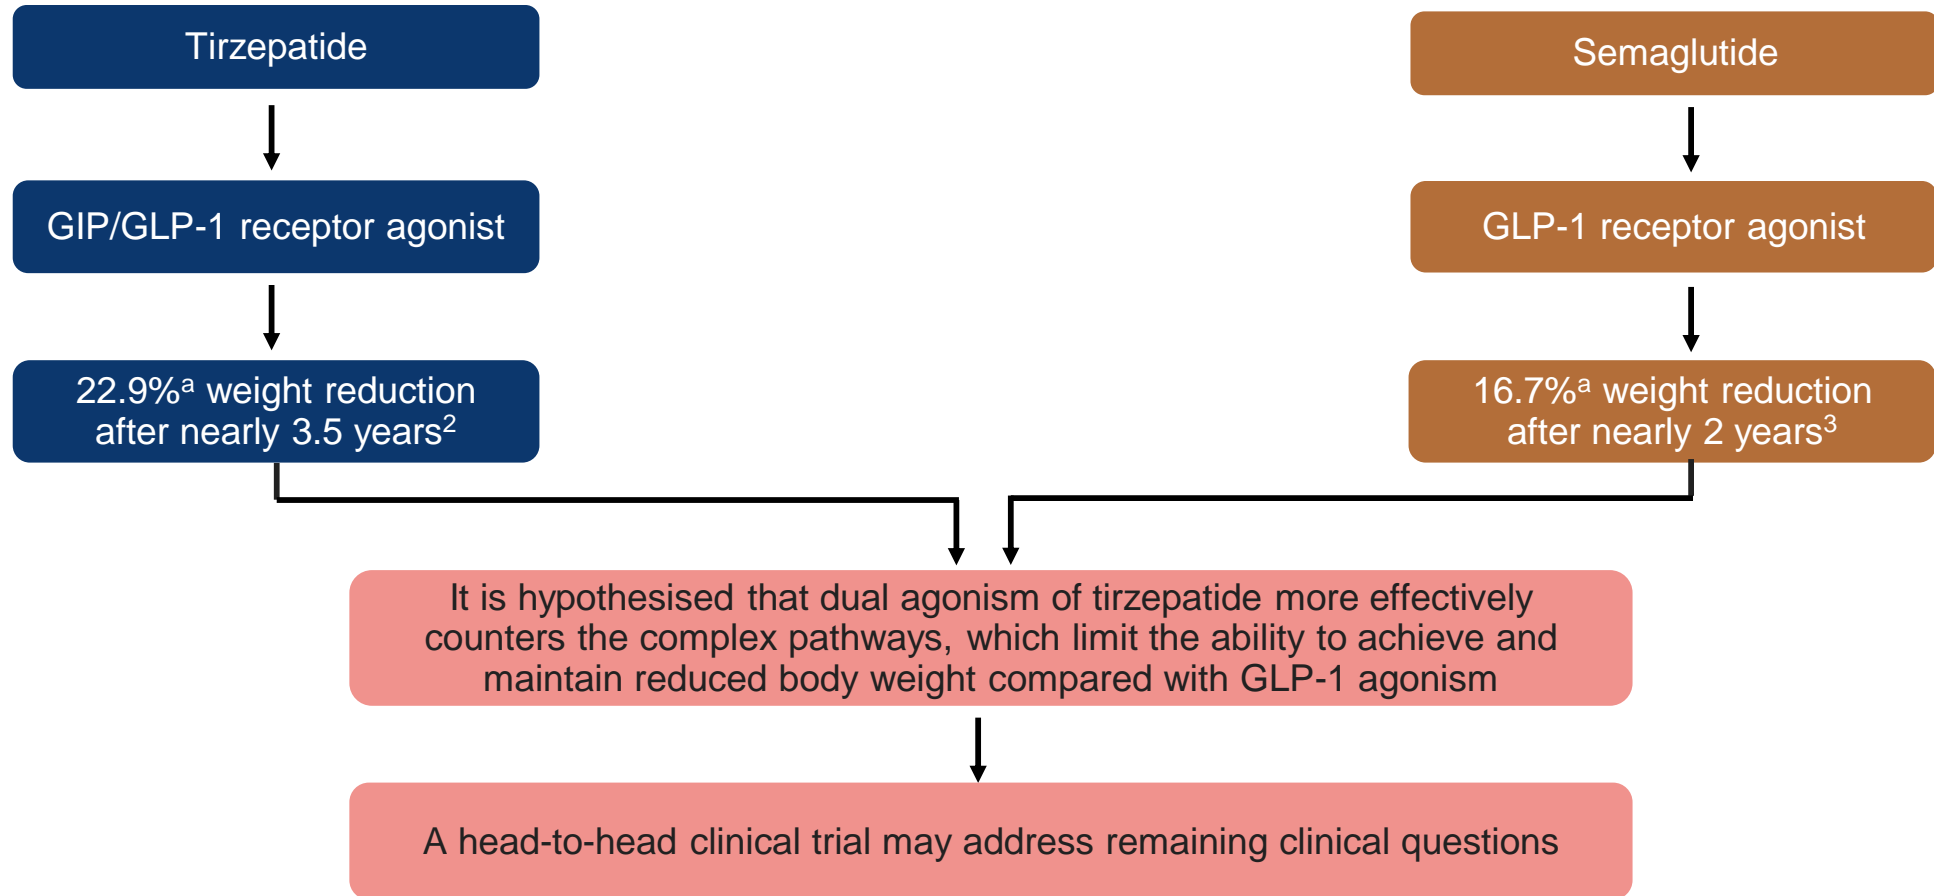 Tirzepatide
Semaglutide
GIP/GLP-1 receptor agonist
GLP-1 receptor agonist
22.9%ᵃ weight reduction
after nearly 3.5 years²
16.7%ᵃ weight reduction
after nearly 2 years³
It is hypothesised that dual agonism of tirzepatide more effectively
counters the complex pathways, which limit the ability to achieve and
maintain reduced body weight compared with GLP-1 agonism
A head-to-head clinical trial may address remaining clinical questions